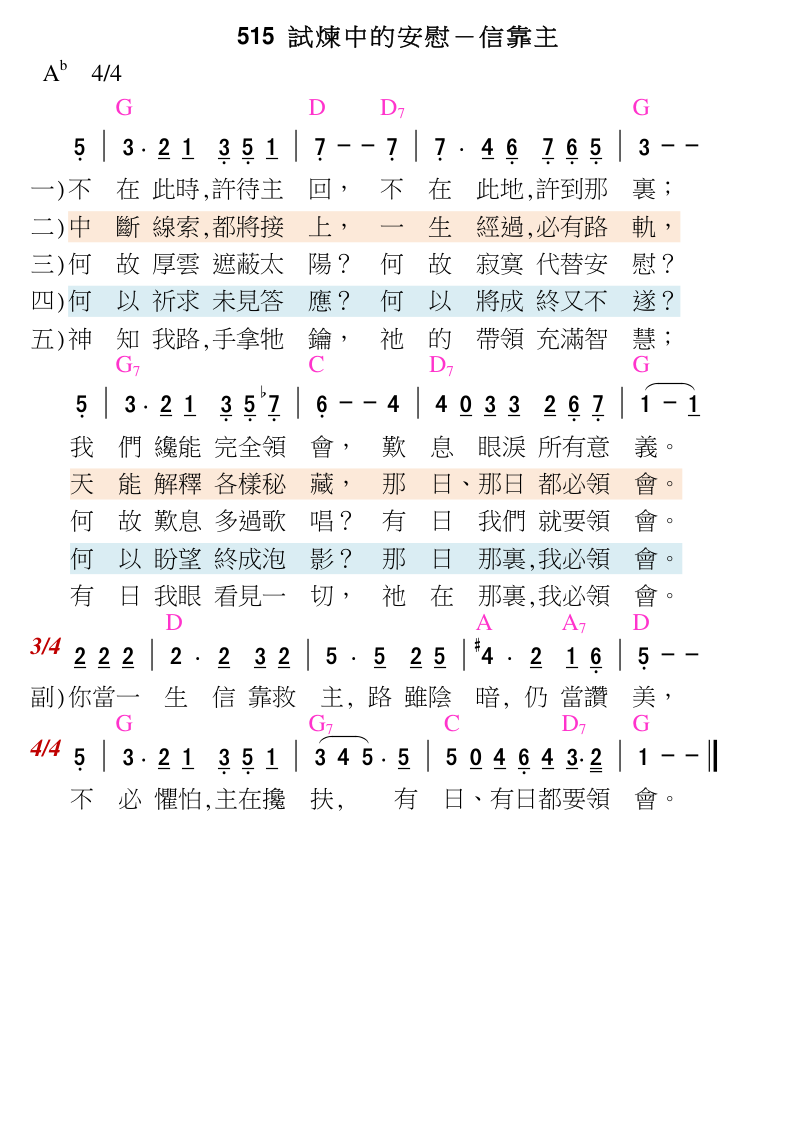 515 試煉中的安慰－信靠主
A♭ 4/4
G D D7 G
5 | 3 · 2 1 3 5 1 | 7 － － 7 | 7 · 4 6 7 6 5 | 3 － －
一)不 在 此時,許待主 回， 不 在 此地,許到那 裏；
二)中 斷 線索,都將接 上， 一 生 經過,必有路 軌，
三)何 故 厚雲 遮蔽太 陽？ 何 故 寂寞 代替安 慰？
四)何 以 祈求 未見答 應？ 何 以 將成 終又不 遂？
五)神 知 我路,手拿牠 鑰， 祂 的 帶領 充滿智 慧；
G7 C D7 G
5 | 3 · 2 1 3 5 ♭7 | 6 － － 4 | 4 0 3 3 2 6 7 | 1 － 1
我 們 纔能 完全領 會， 歎 息 眼淚 所有意 義。
天 能 解釋 各樣秘 藏， 那 日、那日 都必領 會。
何 故 歎息 多過歌 唱？ 有 日 我們 就要領 會。
何 以 盼望 終成泡 影？ 那 日 那裏,我必領 會。
有 日 我眼 看見一 切， 祂 在 那裏,我必領 會。
D A A7 D
3/4 2 2 2 | 2 · 2 3 2 | 5 · 5 2 5 | ♯4 · 2 1 6 | 5 － －
副)你當一 生 信 靠救 主, 路 雖陰 暗, 仍 當讚 美，
G G7 C D7 G
4/4 5 | 3 · 2 1 3 5 1 | 3 4 5 · 5 | 5 0 4 6 4 3· 2 | 1 － － ‖
不 必 懼怕,主在攙 扶, 有 日、有日都要領 會。